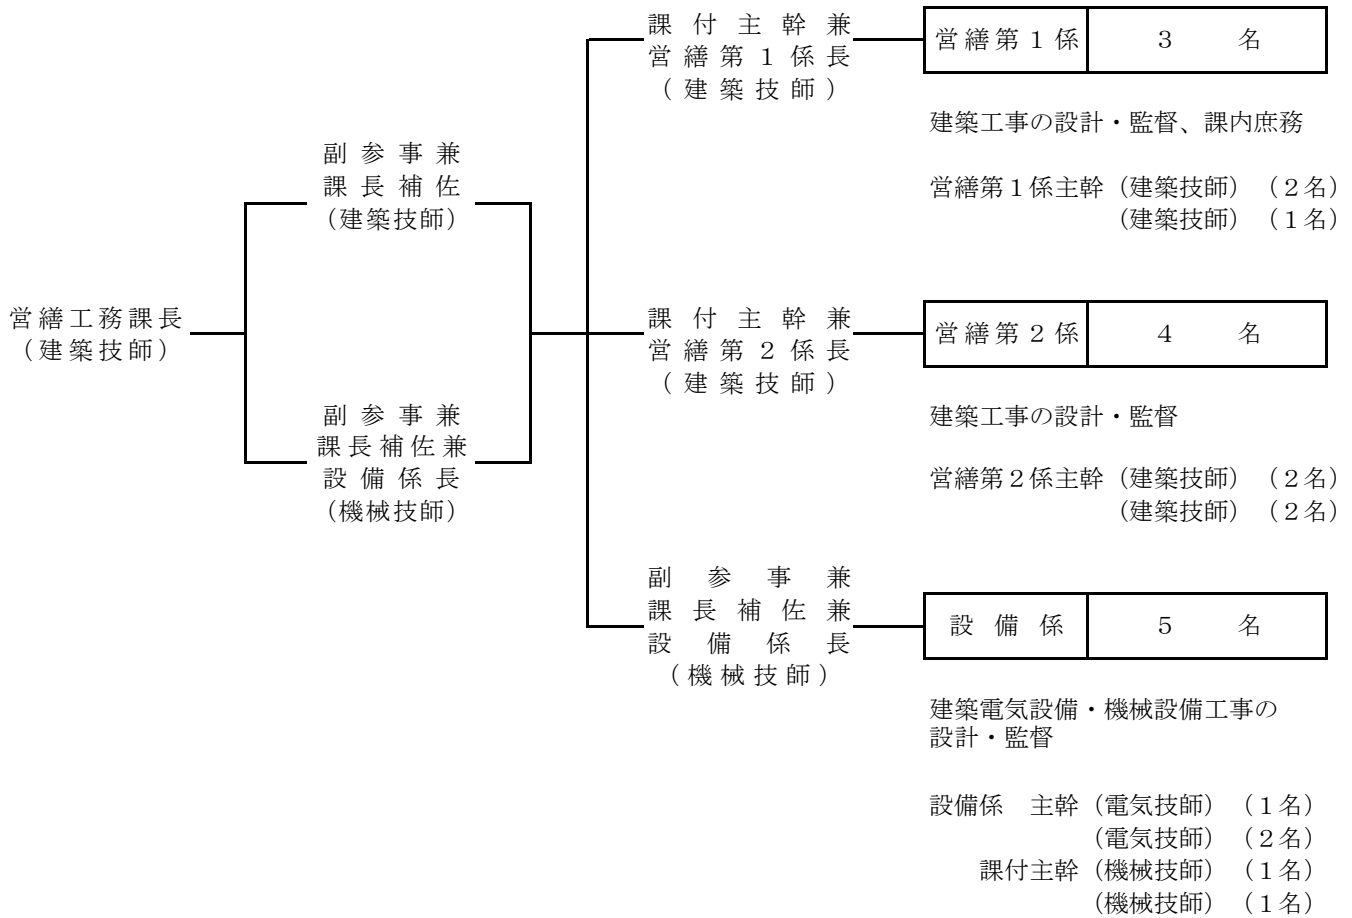 営繕工務課長
（建築技師）
副参事兼
課長補佐
（建築技師）
副参事兼
課長補佐兼
設備係長
（機械技師）
課付主幹兼
営繕第１係長
（建築技師）
営繕第１係 ３名
建築工事の設計・監督、課内庶務
営繕第１係主幹（建築技師）（２名）
（建築技師）（１名）
課付主幹兼
営繕第２係長
（建築技師）
営繕第２係 ４名
建築工事の設計・監督
営繕第２係主幹（建築技師）（２名）
（建築技師）（２名）
副参事兼
課長補佐兼
設備係長
（機械技師）
設備係 ５名
建築電気設備・機械設備工事の
設計・監督
設備係　主幹（電気技師）（１名）
（電気技師）（２名）
課付主幹（機械技師）（１名）
（機械技師）（１名）